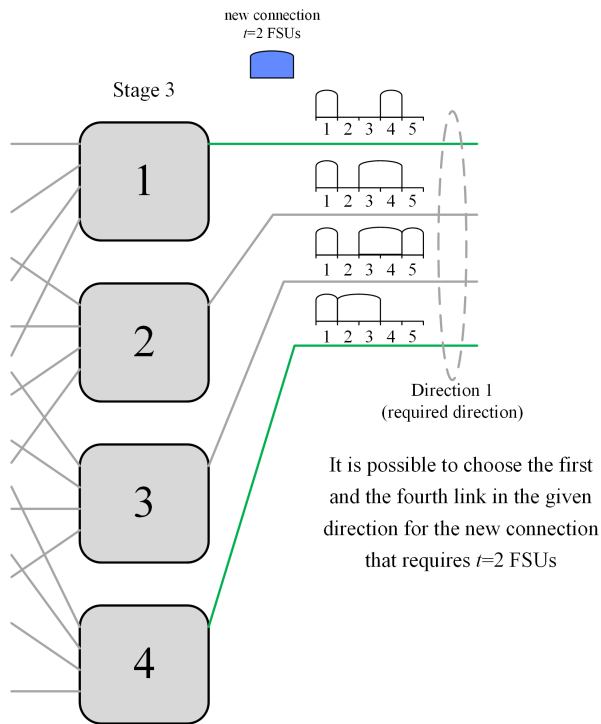 new connection
t=2 FSUs
Stage 3
1 2 3 4 5
1
1 2 3 4 5
1 2 3 4 5
2
1 2 3 4 5
Direction 1
(required direction)
3
It is possible to choose the first
and the fourth link in the given
direction for the new connection
that requires t=2 FSUs
4